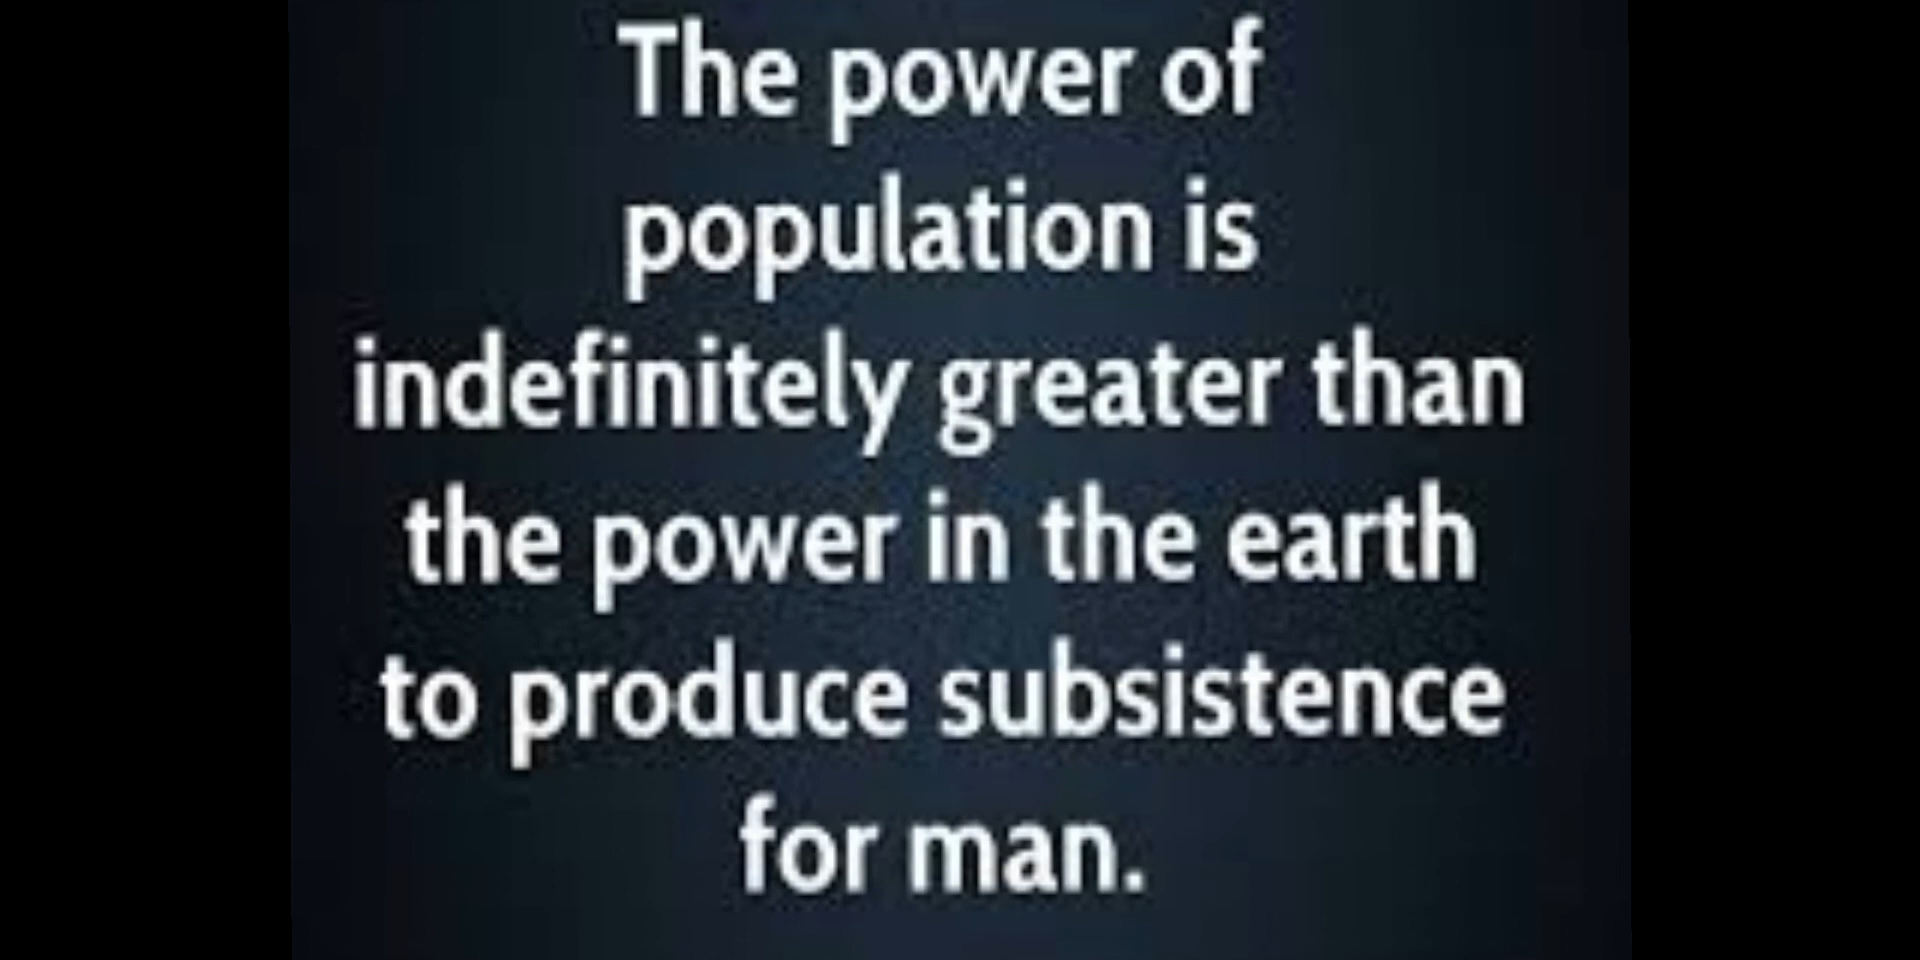 The power of
population is
indefinitely greater than
the power in the earth
to produce subsistence
for man.